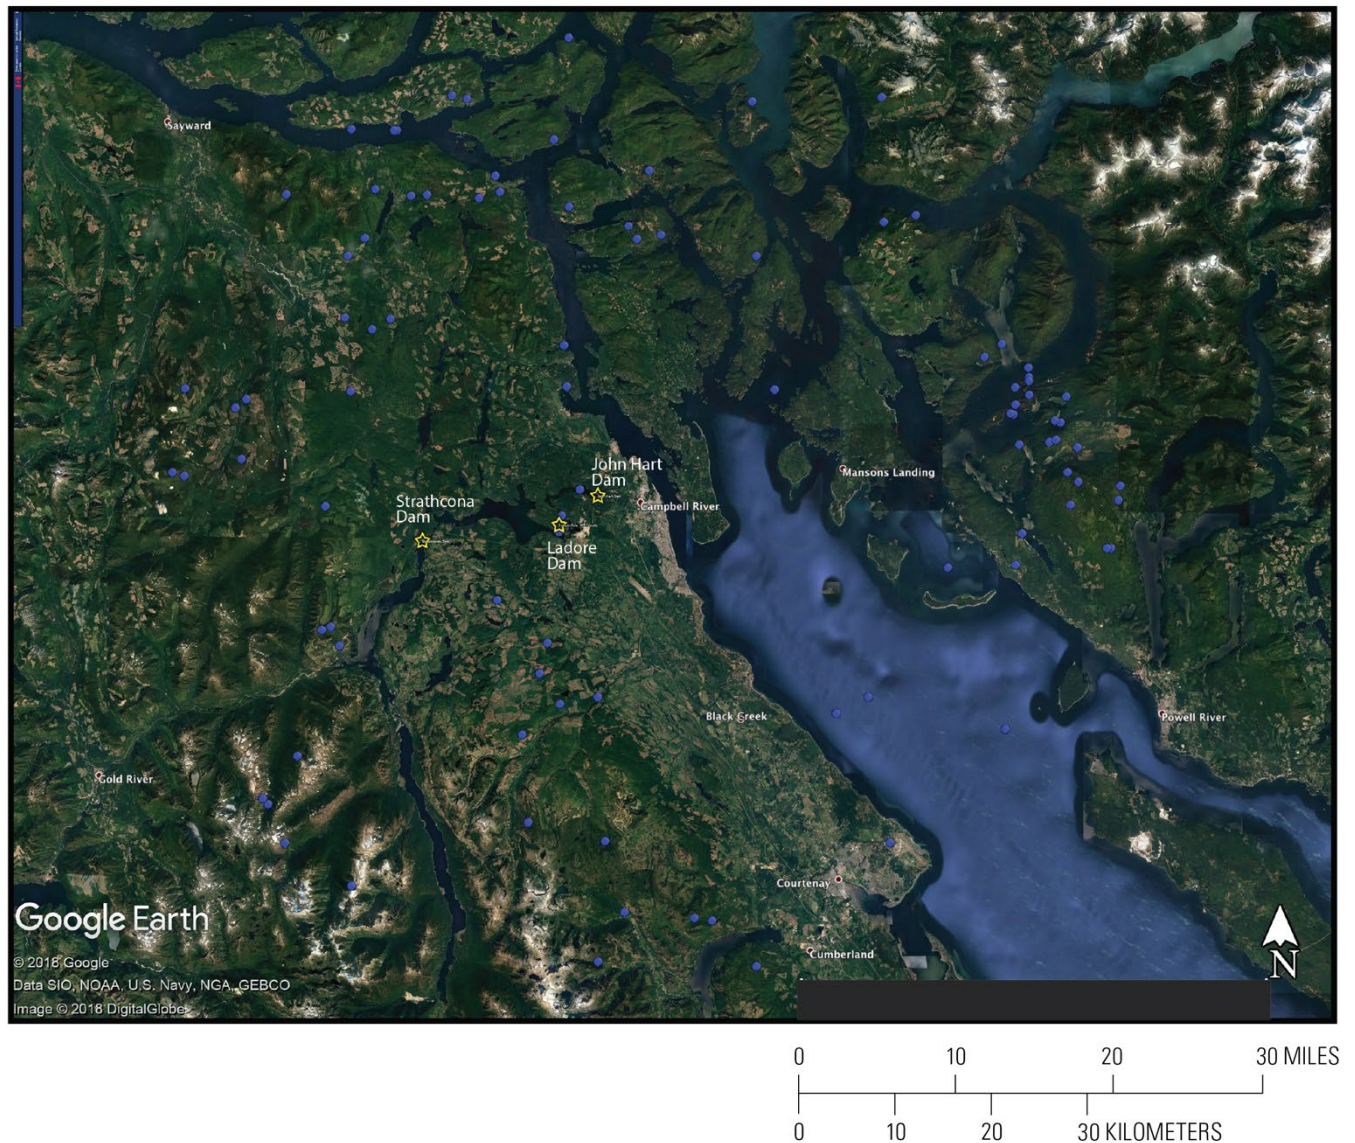 Sayward
John Hart
Dam
Mansons Landing
Strathcona
Dam
Campbell River
Ladore
Dam
Black Creek
Powell River
Gold River
Courtenay
Google Earth
Cumberland
© 2018 Google
Data SIO, NOAA, U.S. Navy, NGA, GEBCO
Image © 2018 DigitalGlobe
N
0 10 20 30 MILES
0 10 20 30 KILOMETERS